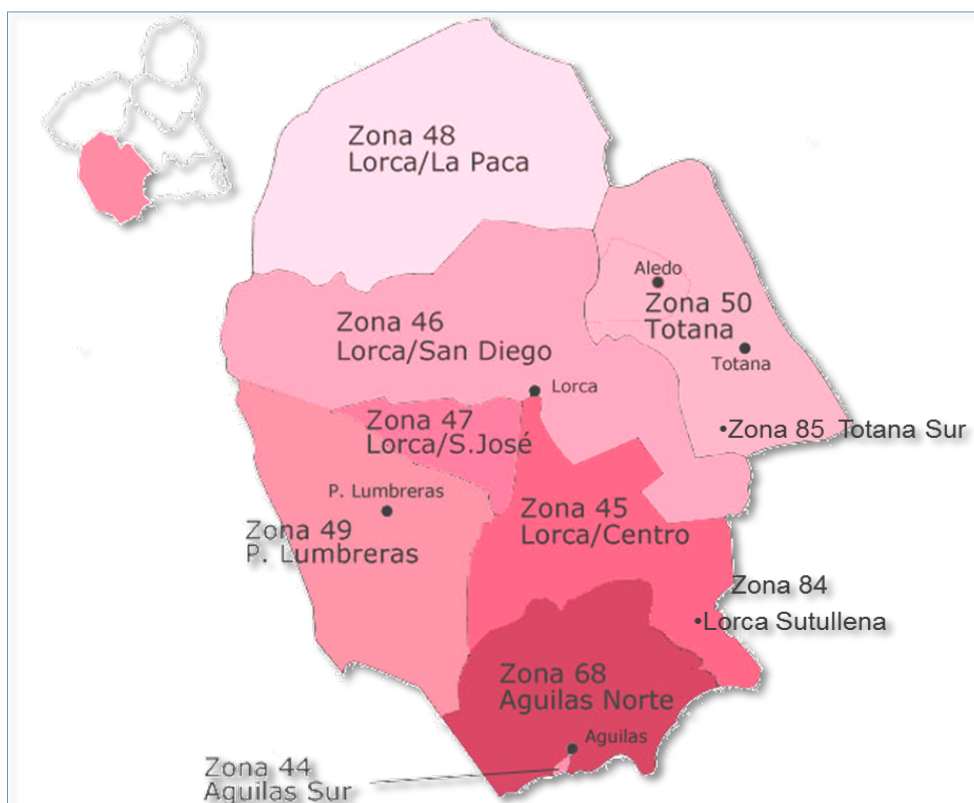 Zona 48
Lorca/La Paca
Aledo
Zona 50
Totana
Totana
Zona 46
Lorca/San Diego
Lorca
Zona 47
Lorca/S.José
•Zona 85 Totana Sur
P. Lumbreras
Zona 49
P. Lumbreras
Zona 45
Lorca/Centro
Zona 84
•Lorca Sutullena
Zona 68
Aguilas Norte
Aguilas
Zona 44
Aguilas Sur